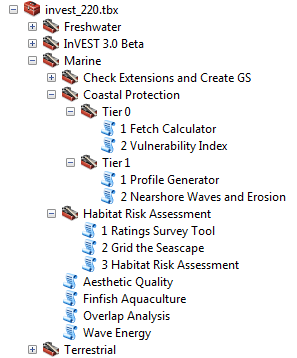 invest_220.tbx
Freshwater
InVEST 3.0 Beta
Marine
Check Extensions and Create GS
Coastal Protection
Tier 0
1 Fetch Calculator
2 Vulnerability Index
Tier 1
1 Profile Generator
2 Nearshore Waves and Erosion
Habitat Risk Assessment
1 Ratings Survey Tool
2 Grid the Seascape
3 Habitat Risk Assessment
Aesthetic Quality
Finfish Aquaculture
Overlap Analysis
Wave Energy
Terrestrial